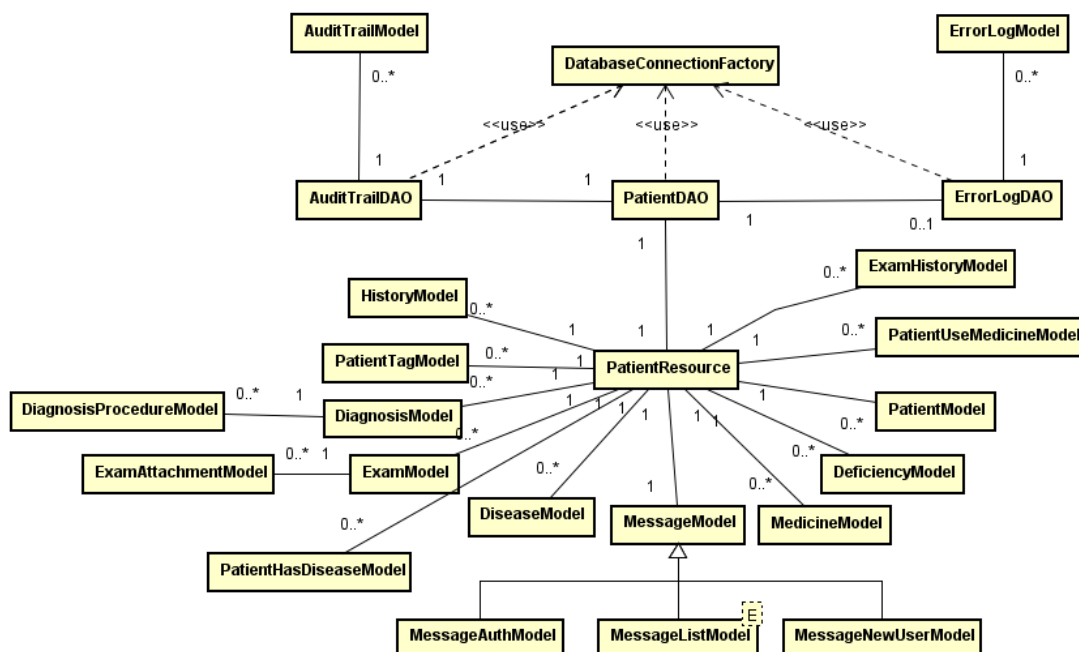 AuditTrailModel
ErrorLogModel
DatabaseConnectionFactory
0..*
0..*
<<use>>
<<use>>
<<use>>
1
1
1
1
AuditTrailDAO
PatientDAO
ErrorLogDAO
1
0..1
1
ExamHistoryModel
0..*
HistoryModel
0..*
1
1
1
1
0..*
PatientUseMedicineModel
PatientTagModel
0..*
1
PatientResource
1
0..*
DiagnosisProcedureModel
0..*
1
DiagnosisModel
1
1
1
1
1
1
1
PatientModel
0..*
0..*
ExamAttachmentModel
0..*
1
ExamModel
0..*
0..*
DeficiencyModel
0..*
DiseaseModel
1
MessageModel
0..*
MedicineModel
PatientHasDiseaseModel
E
MessageAuthModel
MessageListModel
MessageNewUserModel